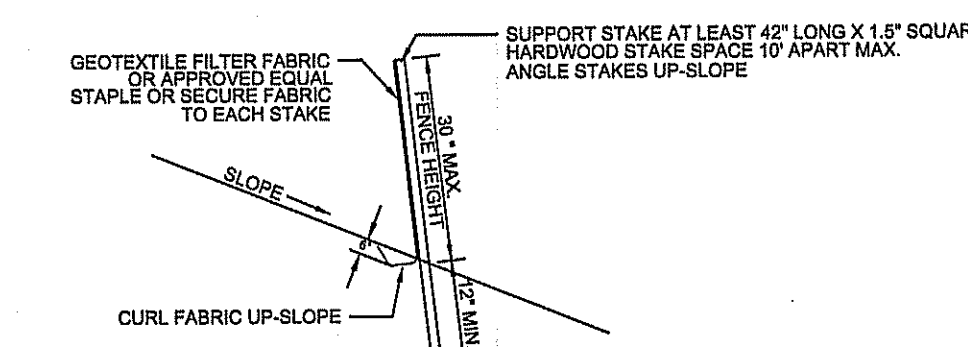 GEOTEXTILE FILTER FABRIC
OR APPROVED EQUAL
STAPLE OR SECURE FABRIC
TO EACH STAKE
SUPPORT STAKE AT LEAST 42" LONG X 1.5" SQUAR
HARDWOOD STAKE SPACE 10' APART MAX.
ANGLE STAKES UP-SLOPE
30" MAX.
FENCE HEIGHT
SLOPE
6"
12" MIN.
CURL FABRIC UP-SLOPE